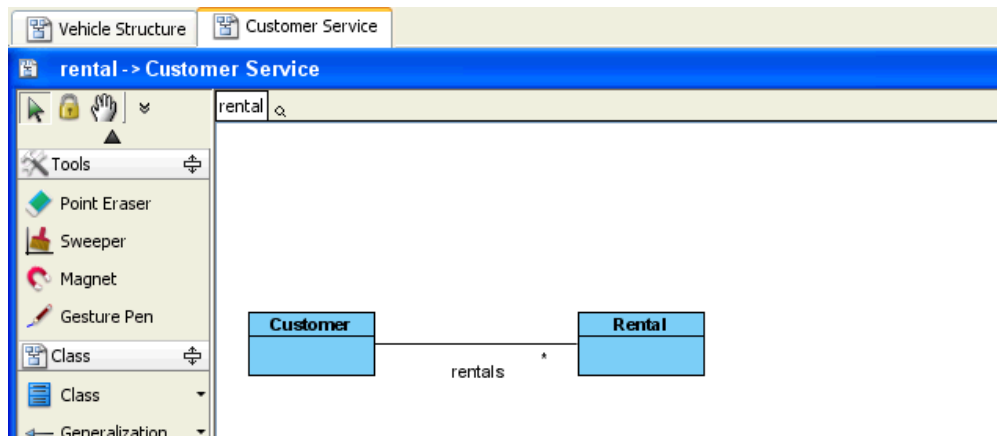 Vehicle Structure
Customer Service
rental -> Customer Service
rental
Tools
Point Eraser
Sweeper
Magnet
Gesture Pen
Class
Class
Generalization
Customer
Rental
rentals
*